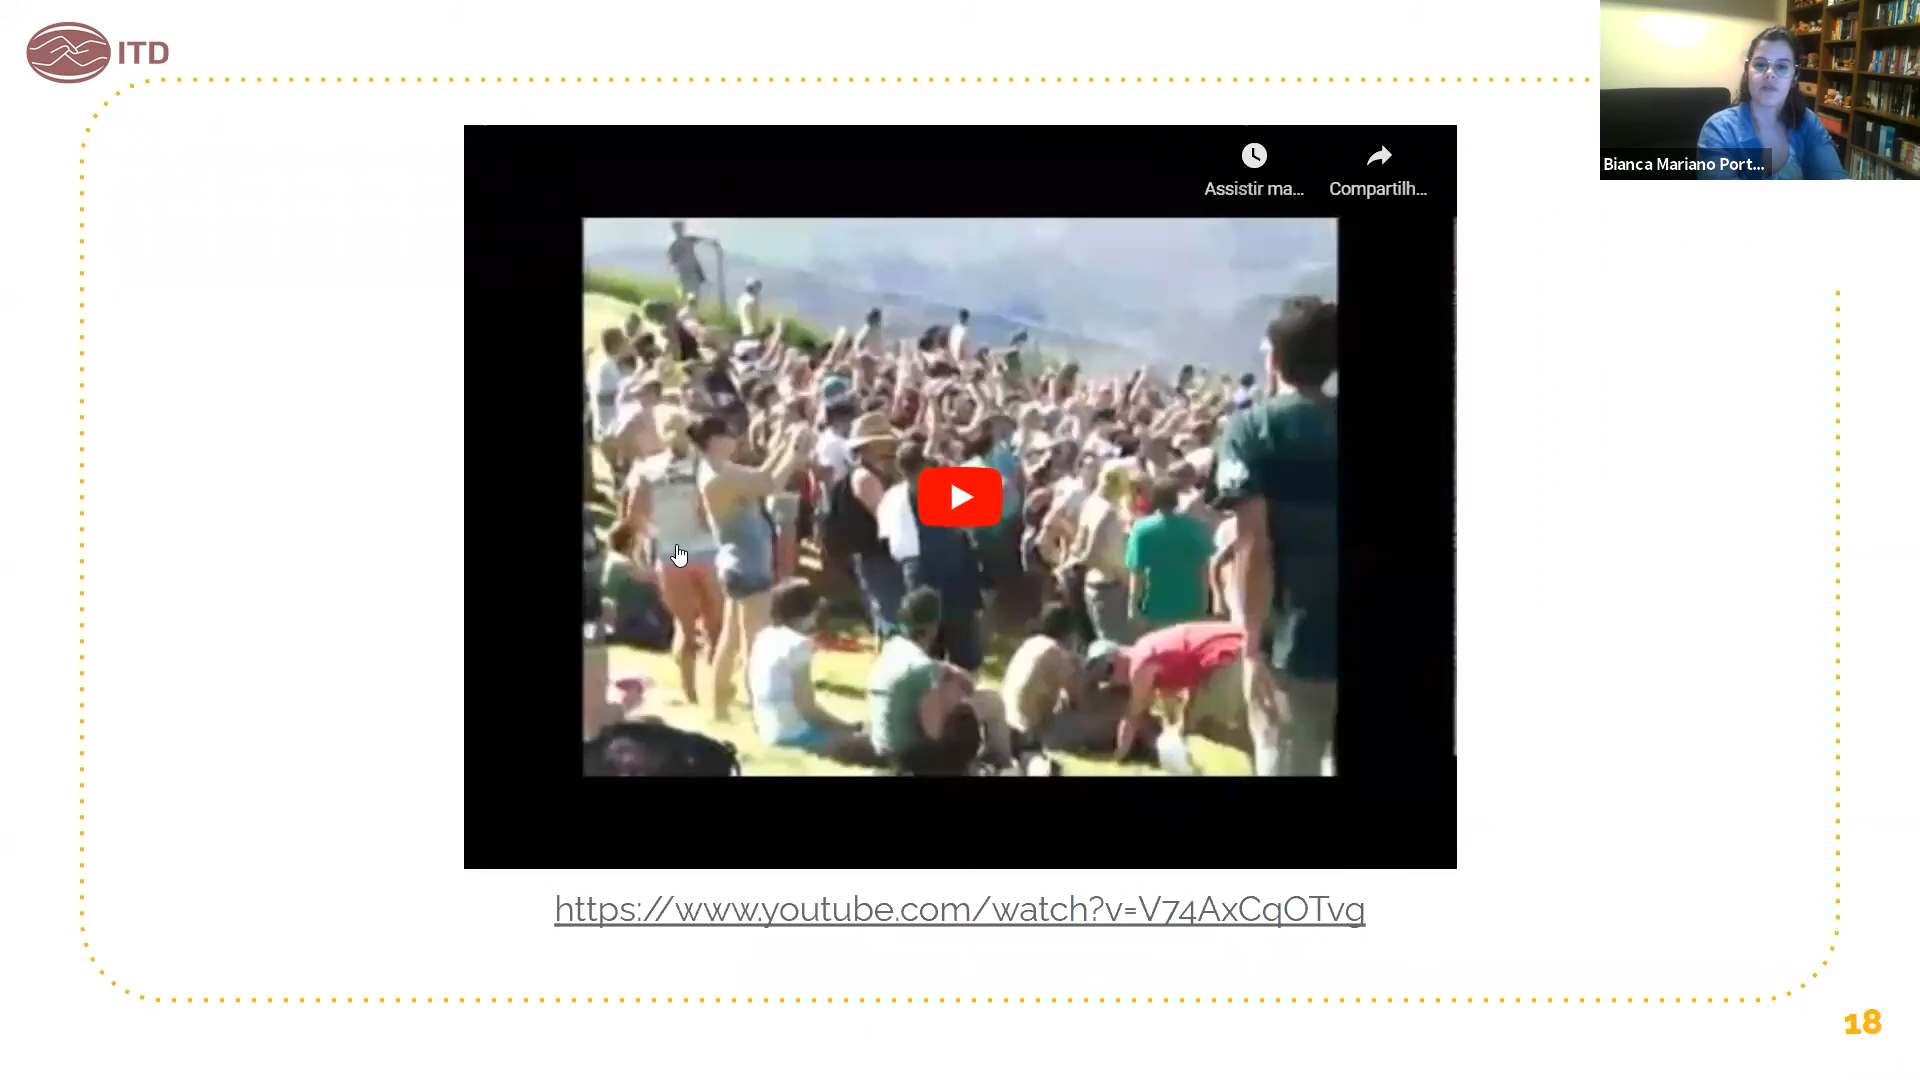 ITD
Assistir ma...
Compartilh...
Bianca Mariano Port...
https://www.youtube.com/watch?v=V74AxCqOTvg
18